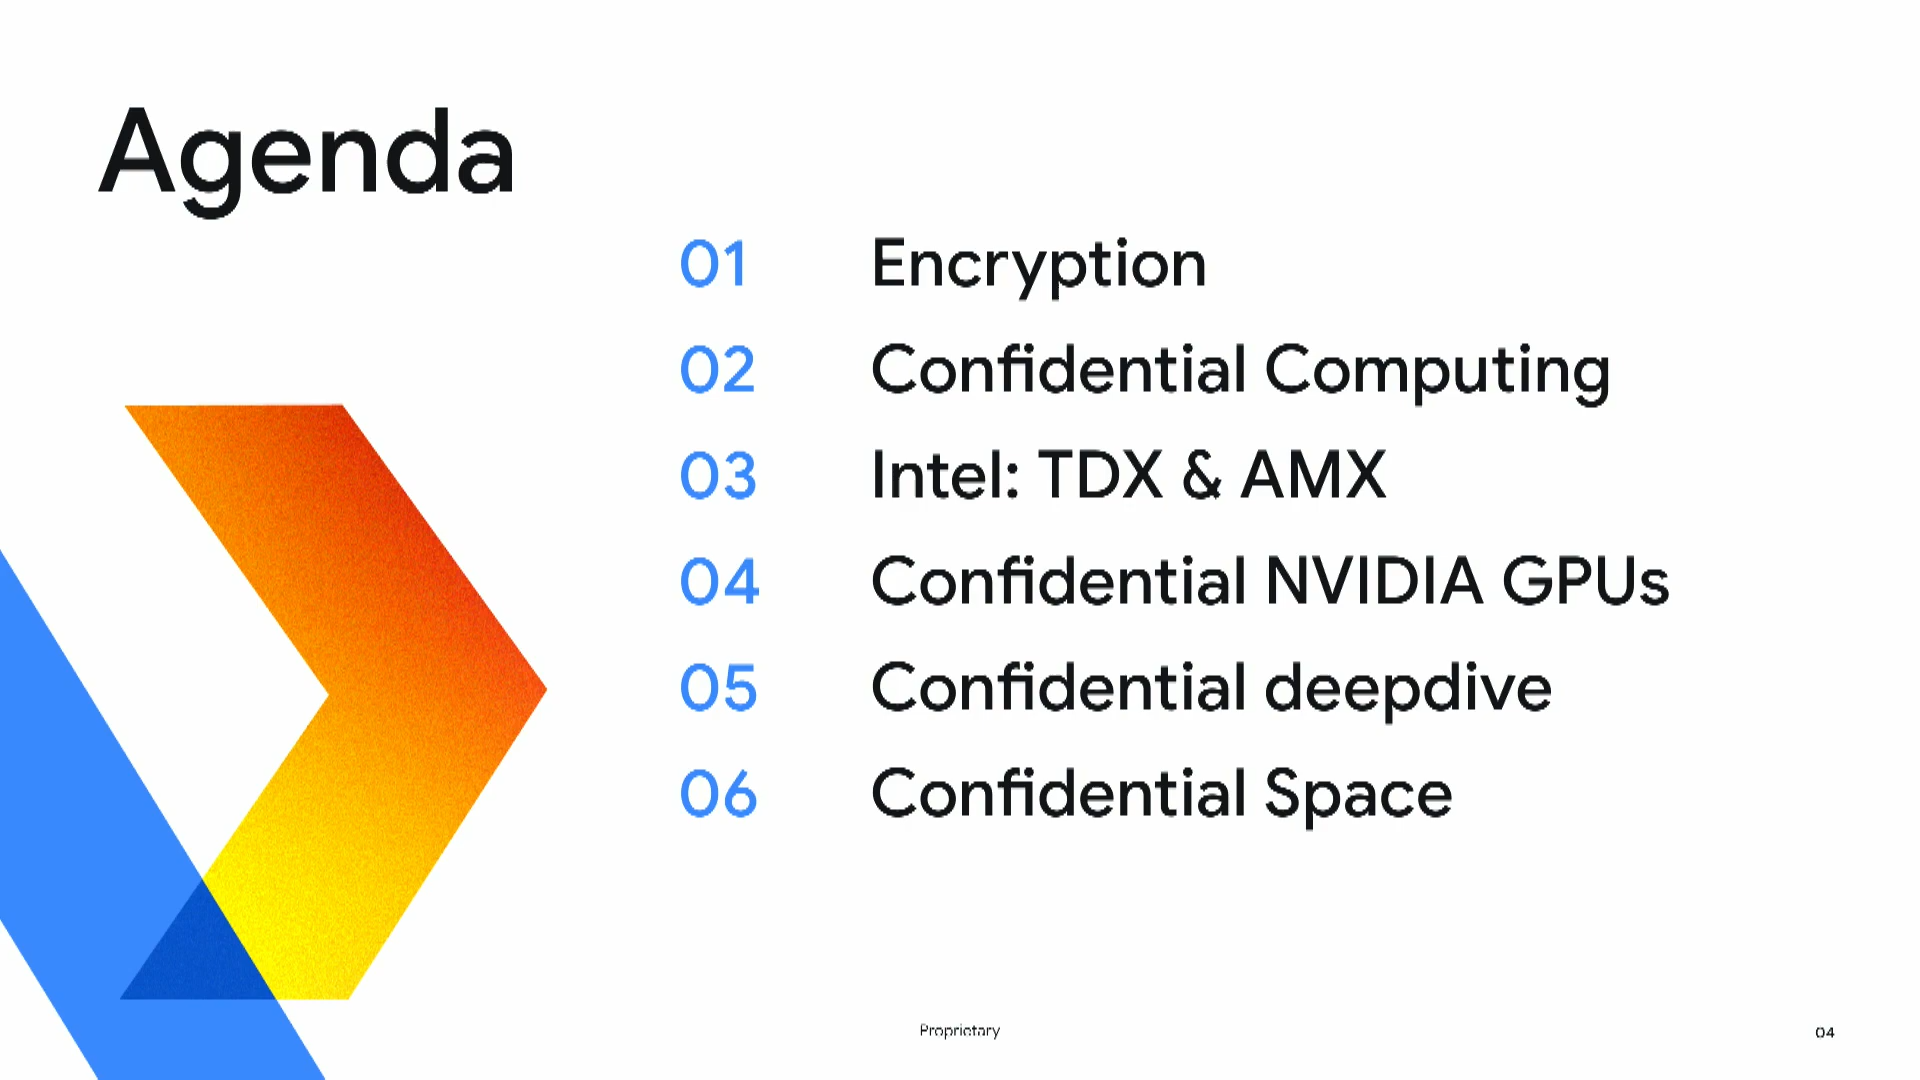 Agenda
01 Encryption
02 Confidential Computing
03 Intel: TDX & AMX
04 Confidential NVIDIA GPUs
05 Confidential deepdive
06 Confidential Space
Proprietary
04